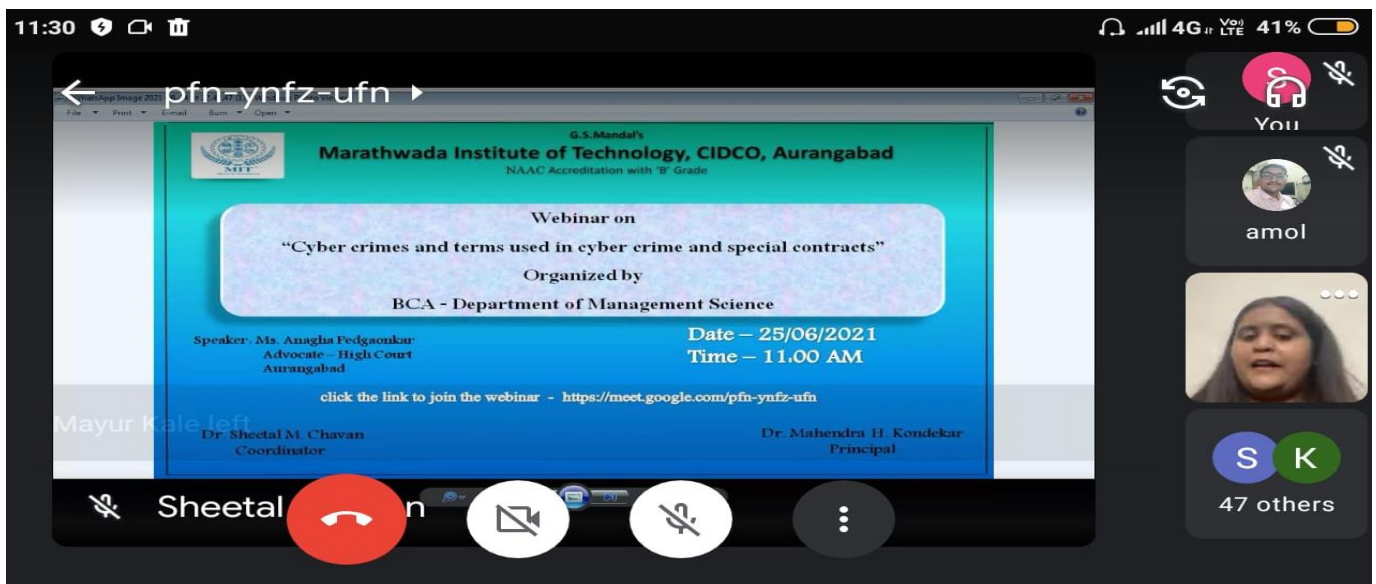 11:30
4G VoI) LTE 41%
pfn-ynfz-ufn
File Print E-mail Burn Open
You
G.S.Mandal's
Marathwada Institute of Technology, CIDCO, Aurangabad
NAAC Accreditation with 'B' Grade
MIT
Webinar on
“Cyber crimes and terms used in cyber crime and special contracts”
Organized by
BCA - Department of Management Science
amol
Speaker- Ms. Anagha Pedgaonkar
Advocate – High Court
Aurangabad
Date – 25/06/2021
Time – 11.00 AM
click the link to join the webinar - https://meet.google.com/pfn-ynfz-ufn
Mayur Kale left
Dr. Sheetal M. Chavan
Coordinator
Dr. Mahendra H. Kondekar
Principal
S K
47 others
Sheetal